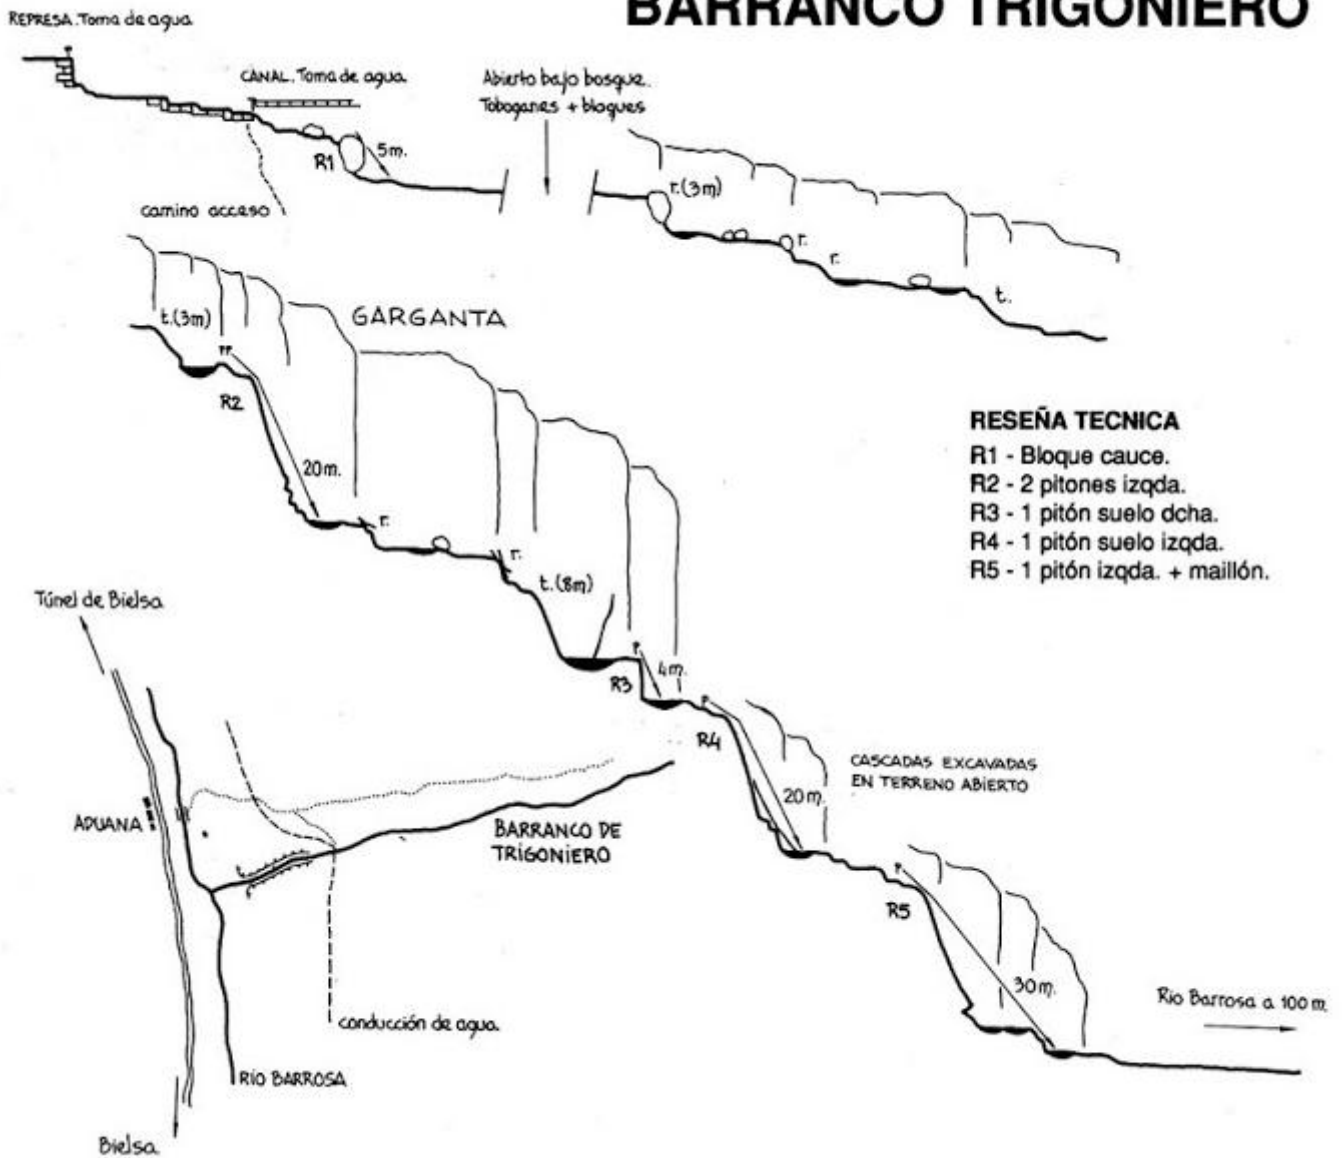 BARRANCO TRIGONIERO
REPRESA.Toma de agua
CANAL.Toma de agua
Abierto bajo bosque.
Toboganes + bloques
R1
5m.
camino acceso
r.(3m)
r.
r.
t.
t.(3m)
GARGANTA
PP
R2
20m.
r.
r.
t.(8m)
RESEÑA TECNICA
R1 - Bloque cauce.
R2 - 2 pitones izqda.
R3 - 1 pitón suelo dcha.
R4 - 1 pitón suelo izqda.
R5 - 1 pitón izqda. + maillón.
Túnel de Bielsa
P
4m.
R3
P
R4
20m.
CASCADAS EXCAVADAS
EN TERRENO ABIERTO
ADUANA
BARRANCO DE
TRIGONIERO
P
R5
30m.
Río Barrosa a 100 m
conducción de agua.
RIO BARROSA
Bielsa